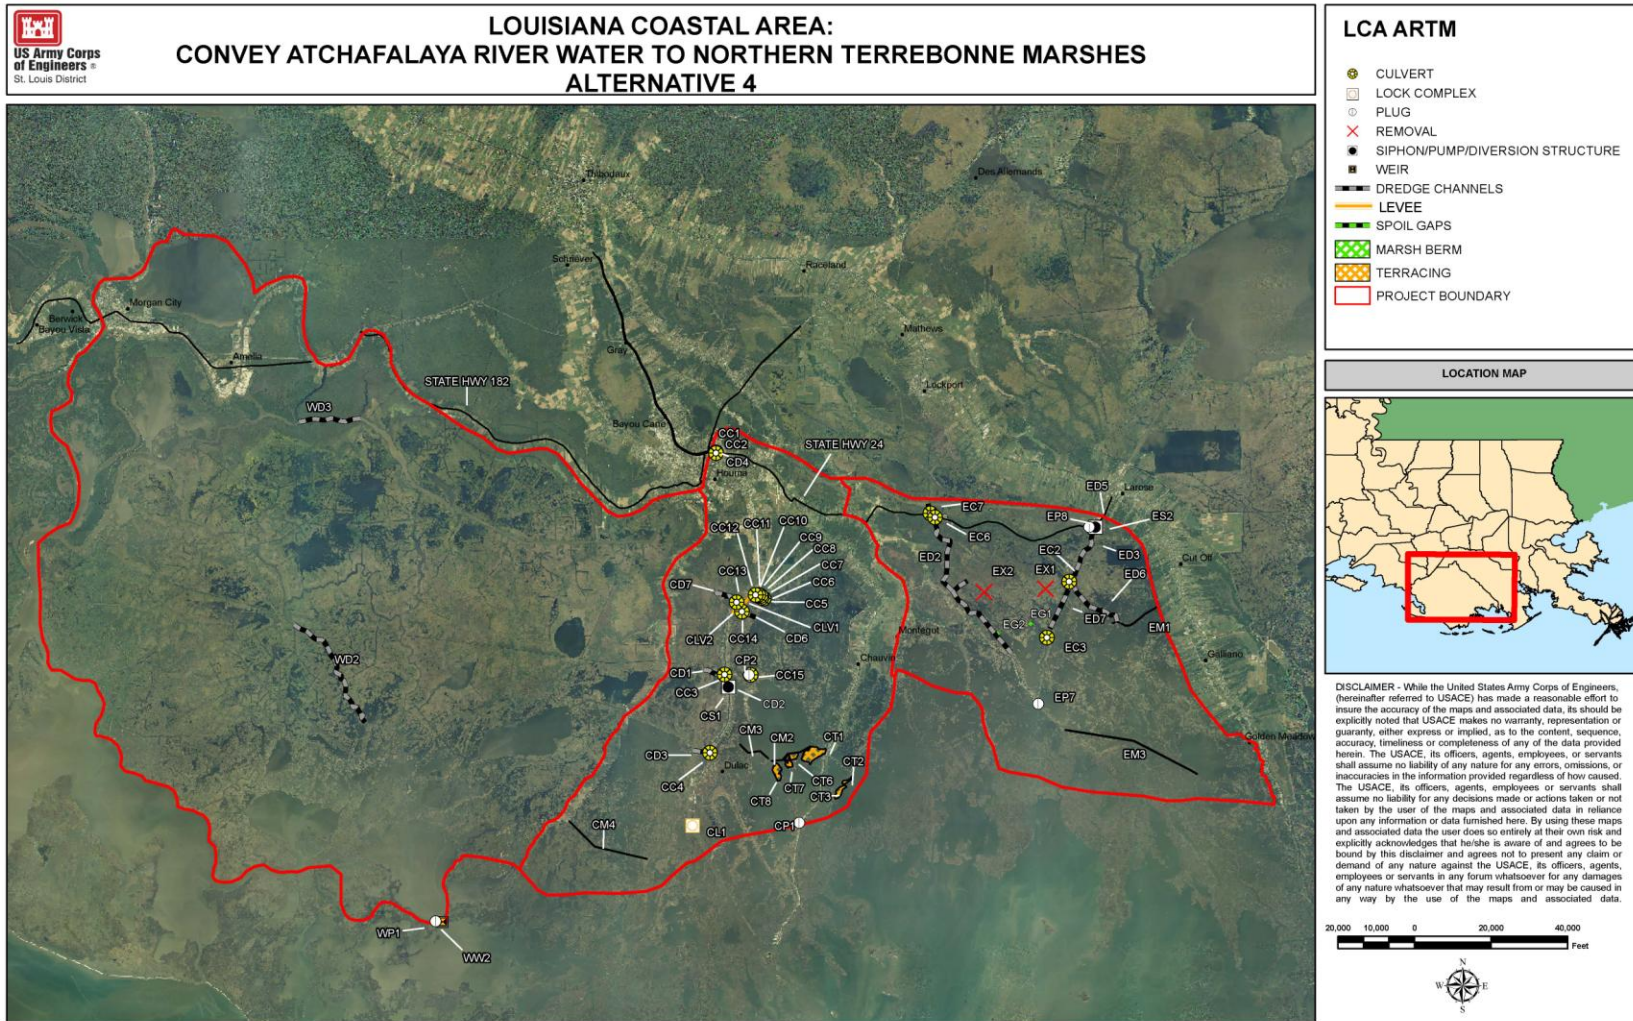 US Army Corps
of Engineers ®
St. Louis District
LOUISIANA COASTAL AREA:
CONVEY ATCHAFALAYA RIVER WATER TO NORTHERN TERREBONNE MARSHES
ALTERNATIVE 4
LCA ARTM
CULVERT
LOCK COMPLEX
PLUG
REMOVAL
SIPHON/PUMP/DIVERSION STRUCTURE
WEIR
DREDGE CHANNELS
LEVEE
SPOIL GAPS
MARSH BERM
TERRACING
PROJECT BOUNDARY
LOCATION MAP
DISCLAIMER - While the United States Army Corps of Engineers,
(hereinafter referred to USACE) has made a reasonable effort to
insure the accuracy of the maps and associated data, its should be
explicitly noted that USACE makes no warranty, representation or
guaranty, either express or implied, as to the content, sequence,
accuracy, timeliness or completeness of any of the data provided
herein. The USACE, its officers, agents, employees, or servants
shall assume no liability of any nature for any errors, omissions, or
inaccuracies in the information provided regardless of how caused.
The USACE, its officers, agents, employees or servants shall
assume no liability for any decisions made or actions taken or not
taken by the user of the maps and associated data in reliance
upon any information or data furnished here. By using these maps
and associated data the user does so entirely at their own risk and
explicitly acknowledges that he/she is aware of and agrees to be
bound by this disclaimer and agrees not to present any claim or
demand of any nature against the USACE, its officers, agents,
employees or servants in any forum whatsoever for any damages
of any nature whatsoever that may result from or may be caused in
any way by the use of the maps and associated data.
20,000 10,000 0 20,000 40,000
Feet
N
W E
S
Thibodaux
Des Allemands
Schriever
Raceland
Morgan City
Berwick
Bayou Vista
Mathews
Gray
Amelia
STATE HWY 182
Lockport
WD3
Bayou Cane
CC1
CC2
CD4
STATE HWY 24
Houma
ED5
Larose
EC7
EP8
ES2
CC12
CC11
CC10
CC9
CC8
CC7
CC6
CC5
EC6
ED2
EC2
ED3
Cut Off
CC13
CD7
EX2
EX1
ED6
CLV1
CLV2
CC14
CD6
EG1
EG2
ED7
EM1
Montegut
EC3
WD2
CP2
Chauvin
Galliano
CD1
CC15
CC3
CD2
CS1
EP7
CM3
CM2
CT1
Golden Meadow
CD3
Dulac
CT2
EM3
CC4
CT6
CT7
CT8
CT3
CM4
CL1
CP1
WP1
WW2